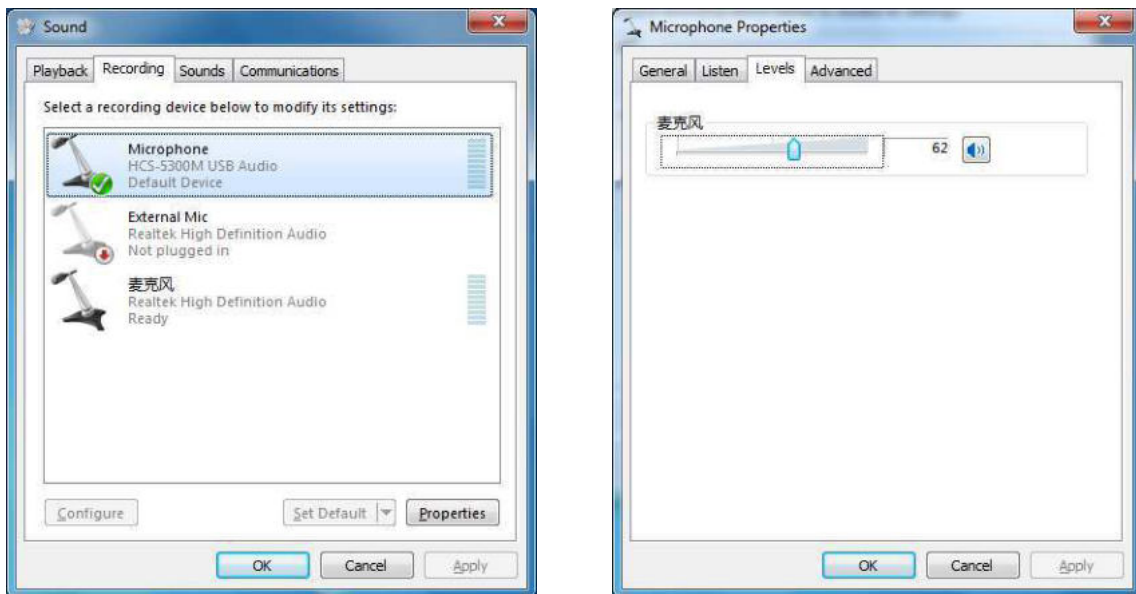 Sound
Playback Recording Sounds Communications
Select a recording device below to modify its settings:
Microphone
HCS-5300M USB Audio
Default Device
External Mic
Realtek High Definition Audio
Not plugged in
麦克风
Realtek High Definition Audio
Ready
Configure Set Default Properties
OK Cancel Apply
Microphone Properties
General Listen Levels Advanced
麦克风
62
OK Cancel Apply